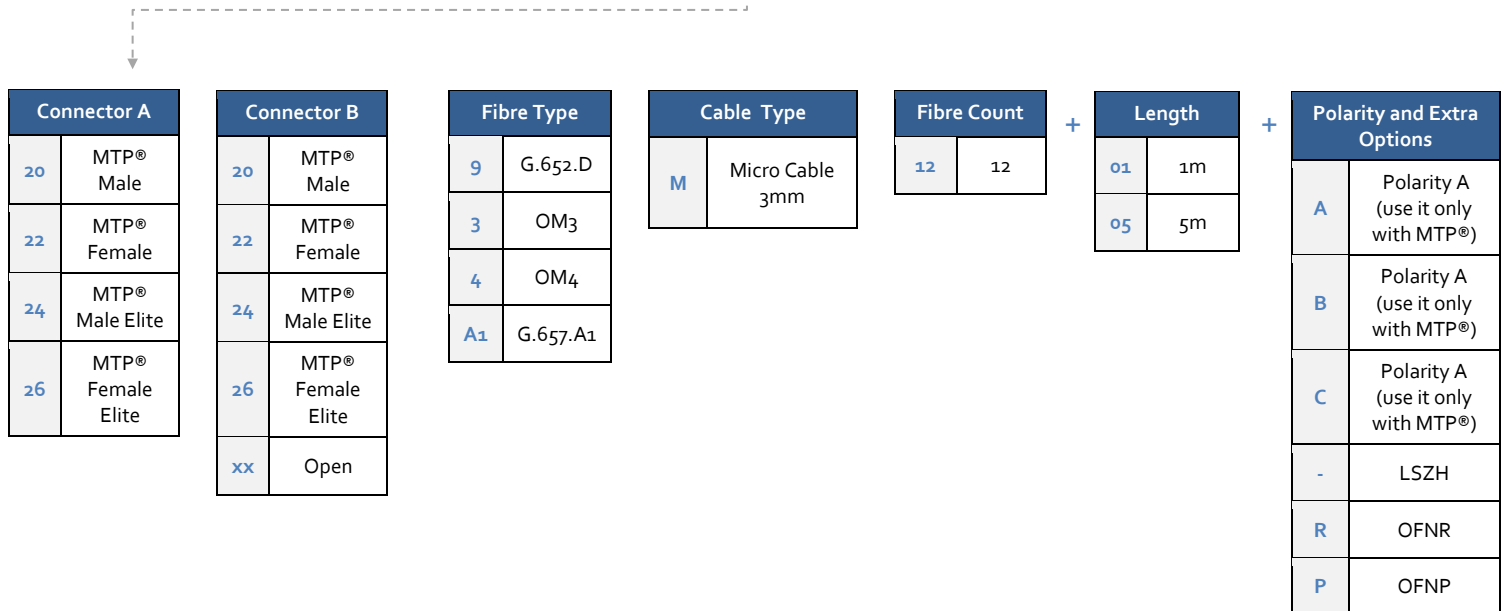 Connector A
20
MTP®
Male
22
MTP®
Female
24
MTP®
Male Elite
26
MTP®
Female
Elite
Connector B
20
MTP®
Male
22
MTP®
Female
24
MTP®
Male Elite
26
MTP®
Female
Elite
xx
Open
Fibre Type
9
G.652.D
3
OM3
4
OM4
A1
G.657.A1
Cable Type
M
Micro Cable
3mm
Fibre Count
12
12
+
Length
01
1m
05
5m
+
Polarity and Extra
Options
A
Polarity A
(use it only
with MTP®)
B
Polarity A
(use it only
with MTP®)
C
Polarity A
(use it only
with MTP®)
-
LSZH
R
OFNR
P
OFNP